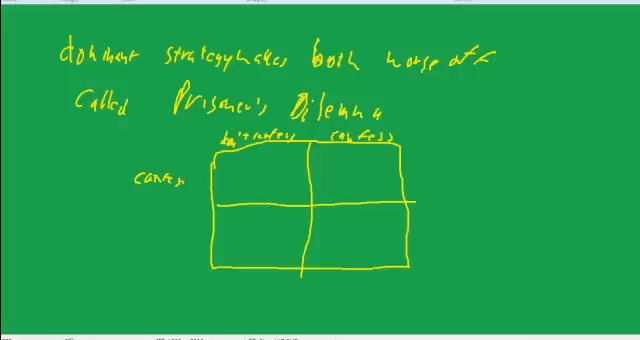 dominant strategy makes both worse off
Called Prisoner's Dilemma
don't confess confess
confess